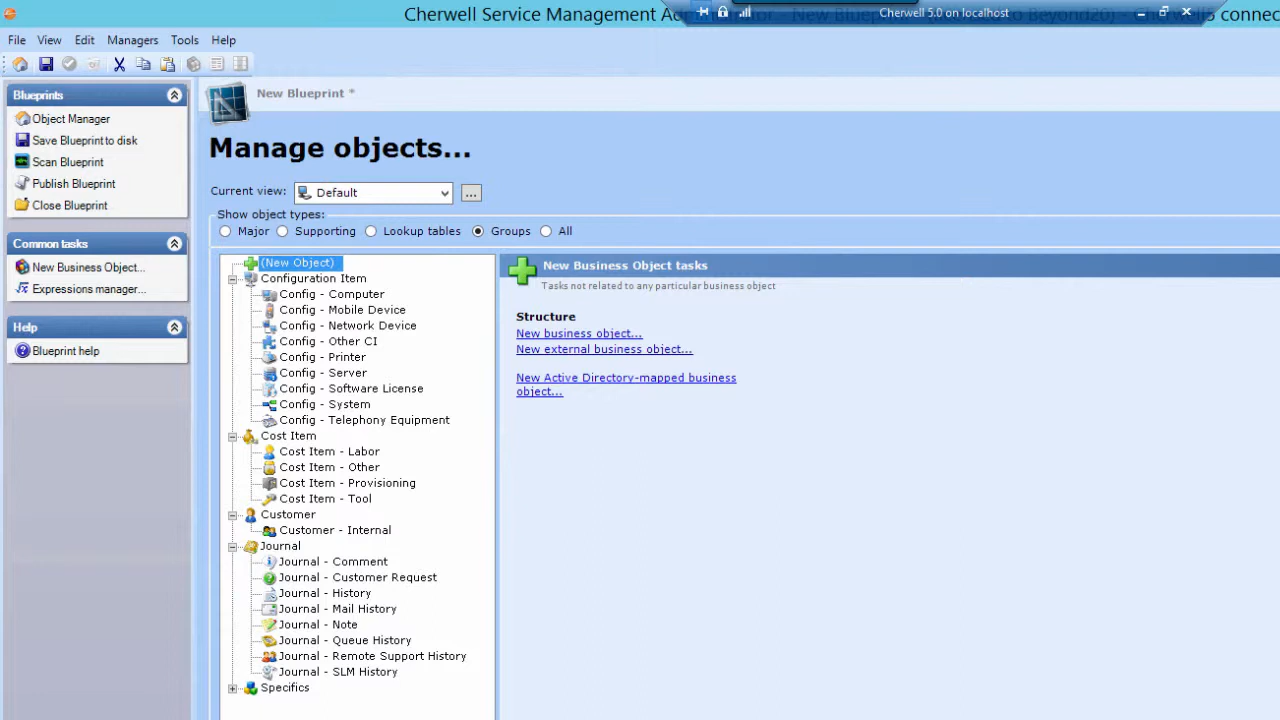 Cherwell Service Management Administrator - New Blueprint
Cherwell 5.0 on localhost
File View Edit Managers Tools Help
Blueprints
Object Manager
Save Blueprint to disk
Scan Blueprint
Publish Blueprint
Close Blueprint
Common tasks
New Business Object...
Expressions manager...
Help
Blueprint help
New Blueprint *
Manage objects...
Current view: Default ...
Show object types:
Major Supporting Lookup tables Groups All
(New Object)
Configuration Item
Config - Computer
Config - Mobile Device
Config - Network Device
Config - Other CI
Config - Printer
Config - Server
Config - Software License
Config - System
Config - Telephony Equipment
Cost Item
Cost Item - Labor
Cost Item - Other
Cost Item - Provisioning
Cost Item - Tool
Customer
Customer - Internal
Journal
Journal - Comment
Journal - Customer Request
Journal - History
Journal - Mail History
Journal - Note
Journal - Queue History
Journal - Remote Support History
Journal - SLM History
Specifics
New Business Object tasks
Tasks not related to any particular business object
Structure
New business object...
New external business object...
New Active Directory-mapped business
object...